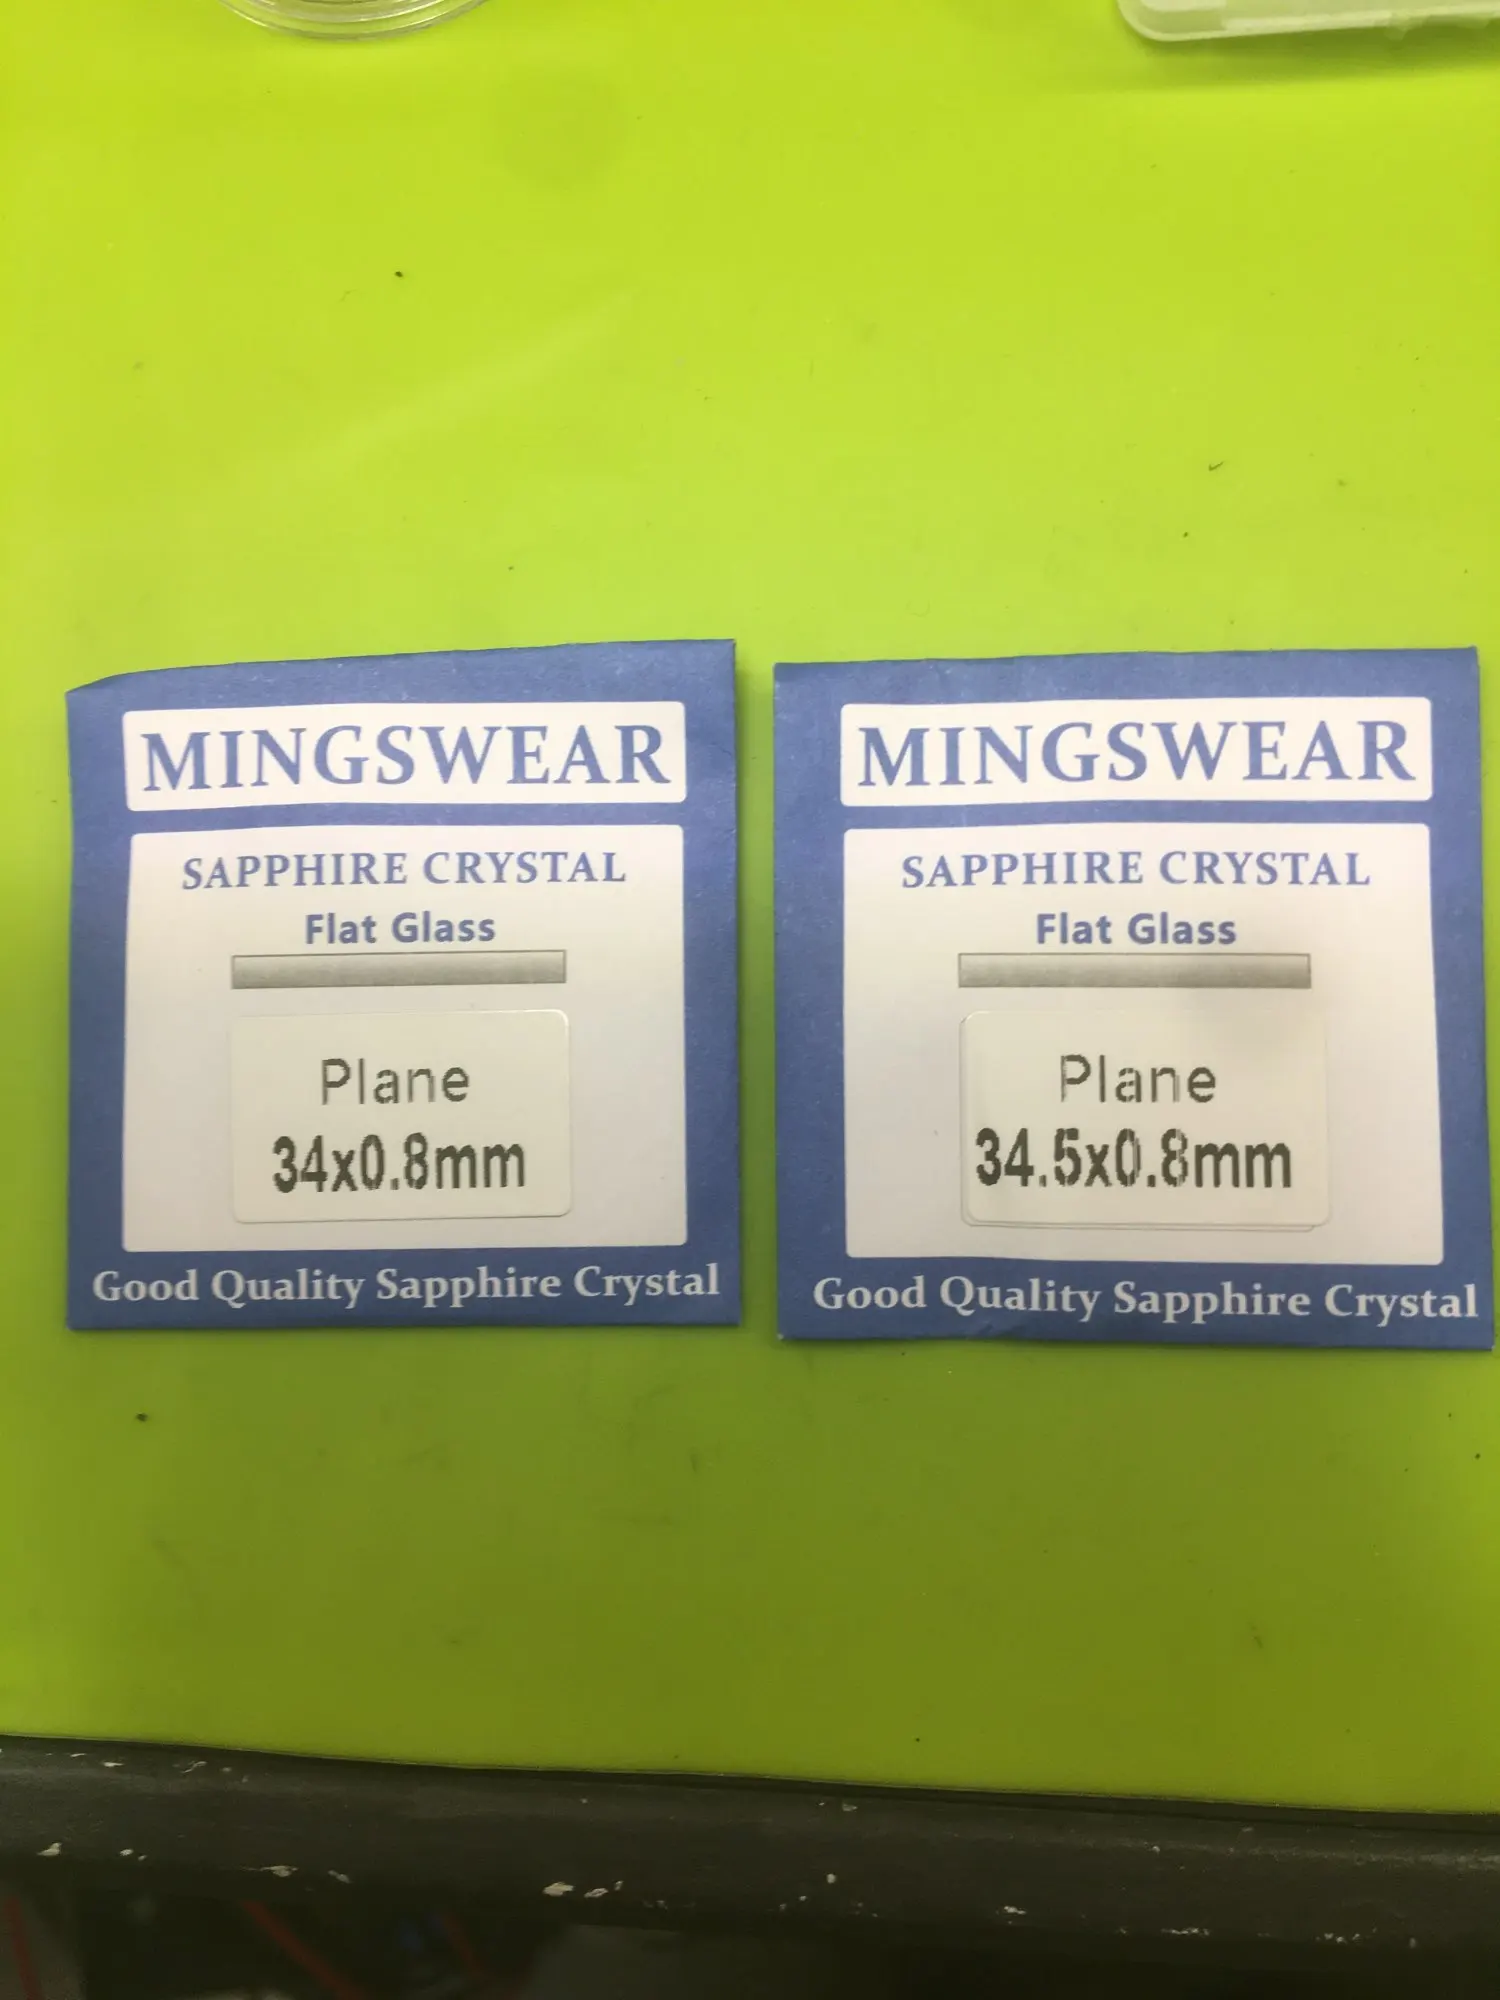 MINGSWEAR
SAPPHIRE CRYSTAL
Flat Glass
Plane
34x0.8mm
Good Quality Sapphire Crystal
MINGSWEAR
SAPPHIRE CRYSTAL
Flat Glass
Plane
34.5x0.8mm
Good Quality Sapphire Crystal